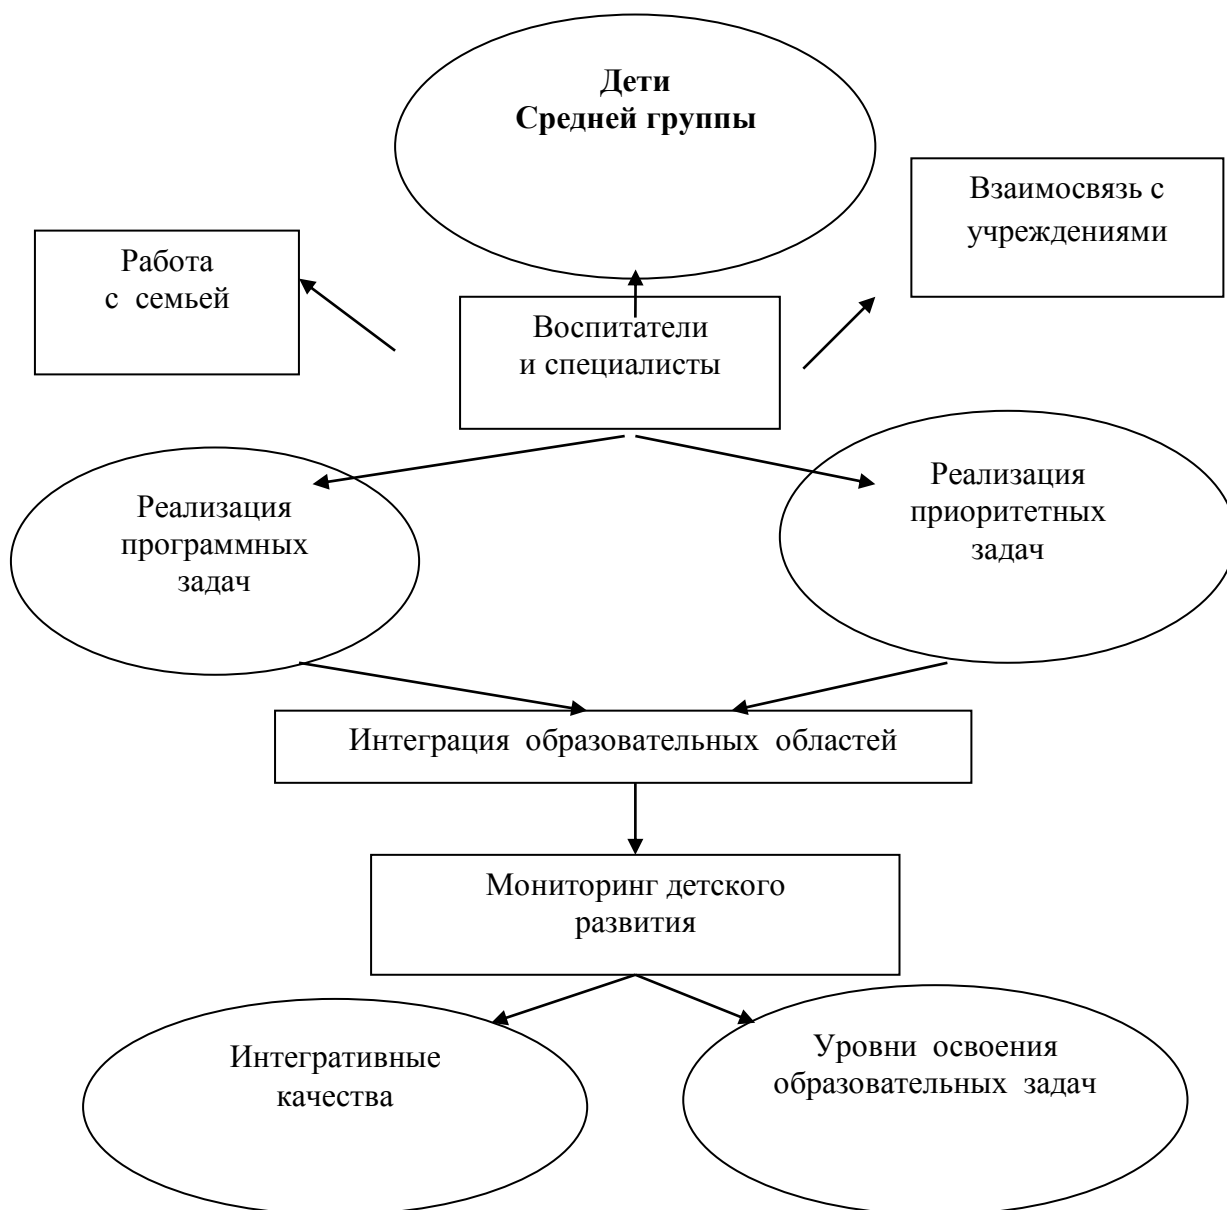 Дети
Средней группы
Взаимосвязь с
учреждениями
Работа
с семьей
Воспитатели
и специалисты
Реализация
программных
задач
Реализация
приоритетных
задач
Интеграция образовательных областей
Мониторинг детского
развития
Интегративные
качества
Уровни освоения
образовательных задач